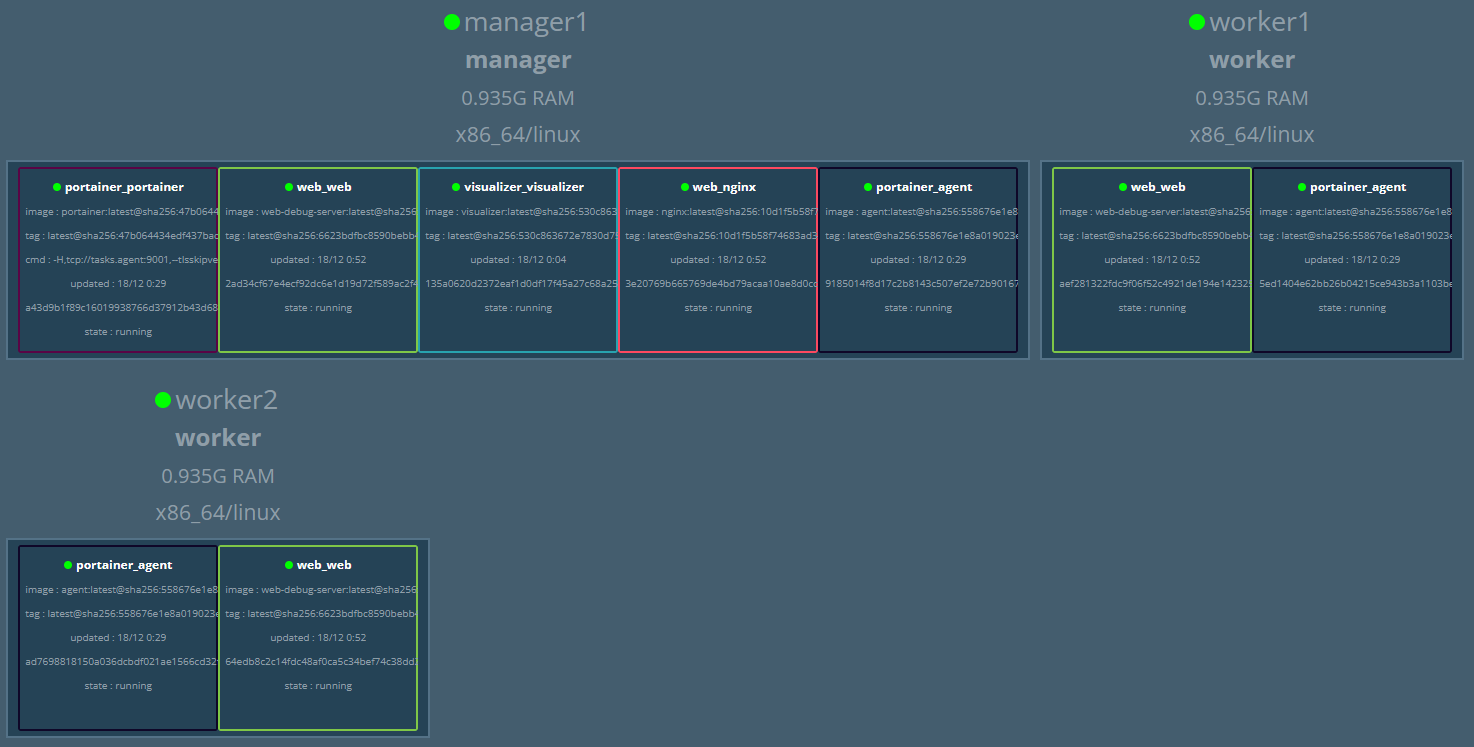 manager1
manager
0.935G RAM
x86_64/linux
portainer_portainer
image : portainer:latest@sha256:47b0644
tag : latest@sha256:47b064434edf437bac
cmd : -H,tcp://tasks.agent:9001,--tlsskipve
updated : 18/12 0:29
a43d9b1f89c16019938766d37912b43d68
state : running
web_web
image : web-debug-server:latest@sha256
tag : latest@sha256:6623bdfbc8590bebb
updated : 18/12 0:52
2ad34cf67e4ecf92dc6e1d19d72f589ac2f4
state : running
visualizer_visualizer
image : visualizer:latest@sha256:530c863
tag : latest@sha256:530c863672e7830d7
updated : 18/12 0:04
135a0620d2372eaf1d0df17f45a27c68a25
state : running
web_nginx
image : nginx:latest@sha256:10d1f5b58f7
tag : latest@sha256:10d1f5b58f74683ad3
updated : 18/12 0:52
3e20769b665769de4bd79acaa10ae8d0cd
state : running
portainer_agent
image : agent:latest@sha256:558676e1e8
tag : latest@sha256:558676e1e8a019023e
updated : 18/12 0:29
9185014f8d17c2b8143c507ef2e72b90167
state : running
worker1
worker
0.935G RAM
x86_64/linux
web_web
image : web-debug-server:latest@sha256
tag : latest@sha256:6623bdfbc8590bebb
updated : 18/12 0:52
aef281322fdc9f06f52c4921de194e14232
state : running
portainer_agent
image : agent:latest@sha256:558676e1e8
tag : latest@sha256:558676e1e8a019023e
updated : 18/12 0:29
5ed1404e62bb26b04215ce943b3a1103be
state : running
worker2
worker
0.935G RAM
x86_64/linux
portainer_agent
image : agent:latest@sha256:558676e1e8
tag : latest@sha256:558676e1e8a019023e
updated : 18/12 0:29
ad7698818150a036dcbdf021ae1566cd32
state : running
web_web
image : web-debug-server:latest@sha256
tag : latest@sha256:6623bdfbc8590bebb
updated : 18/12 0:52
64edb8c2c14fdc48af0ca5c34bef74c38dd
state : running